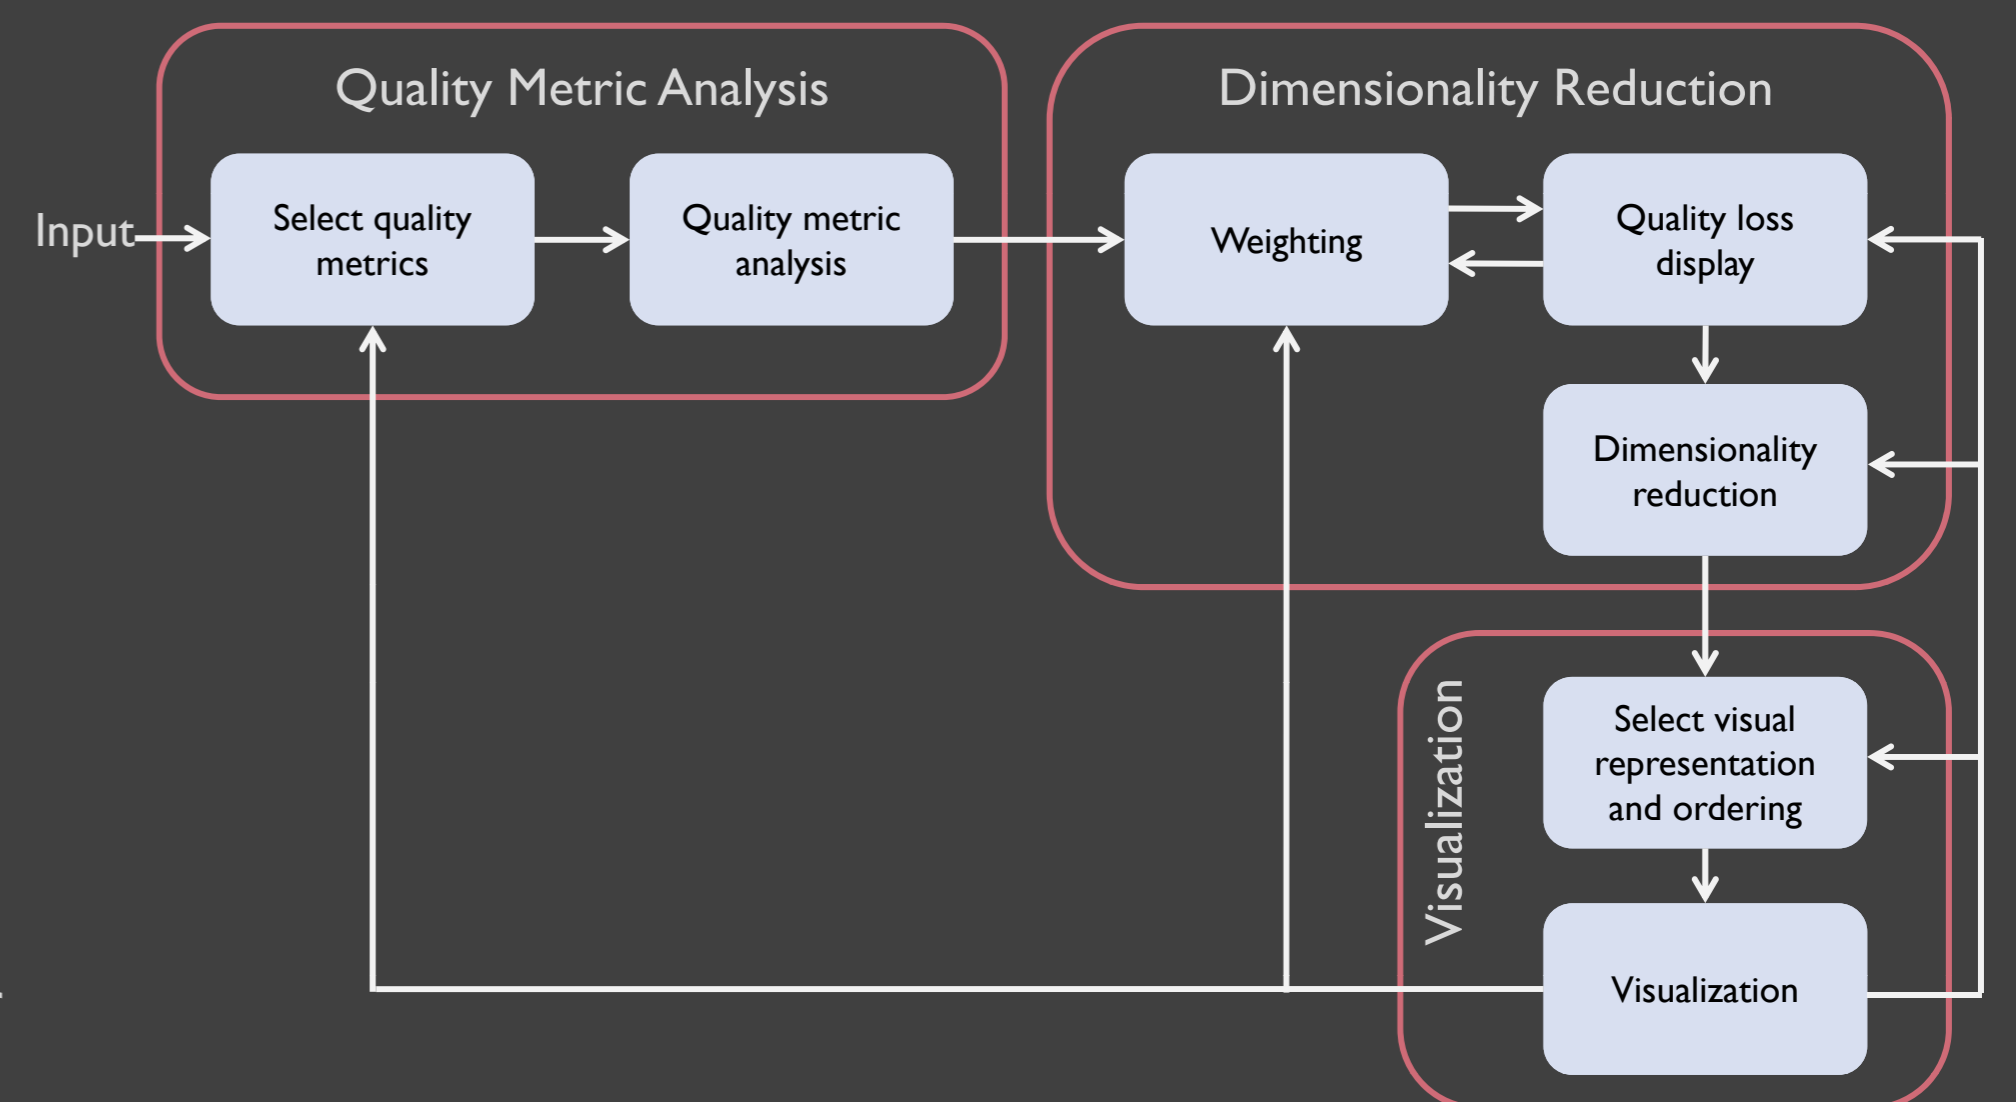 Quality Metric Analysis
Dimensionality Reduction
Input
Select quality
metrics
Quality metric
analysis
Weighting
Quality loss
display
Dimensionality
reduction
Visualization
Select visual
representation
and ordering
Visualization